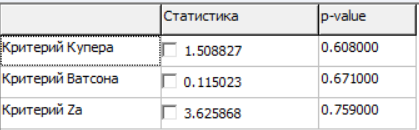 Статистика p-value
Критерий Купера 1.508827 0.608000
Критерий Ватсона 0.115023 0.671000
Критерий Za 3.625868 0.759000